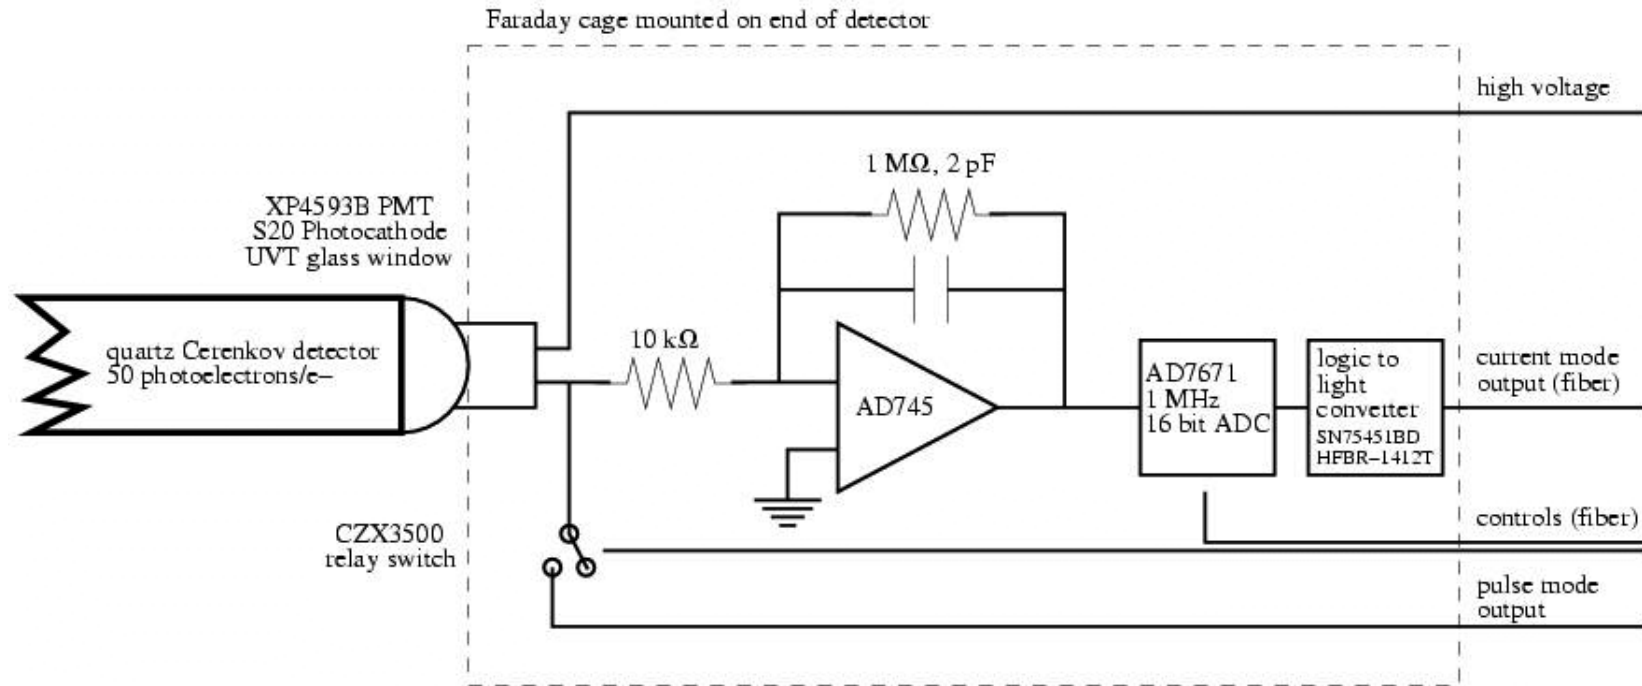 Faraday cage mounted on end of detector
high voltage
1 MΩ, 2 pF
XP4593B PMT
S20 Photocathode
UVT glass window
quartz Cerenkov detector
50 photoelectrons/e–
10 kΩ
AD745
AD7671
1 MHz
16 bit ADC
logic to
light
converter
SN75451BD
HFBR–1412T
current mode
output (fiber)
controls (fiber)
CZX3500
relay switch
pulse mode
output